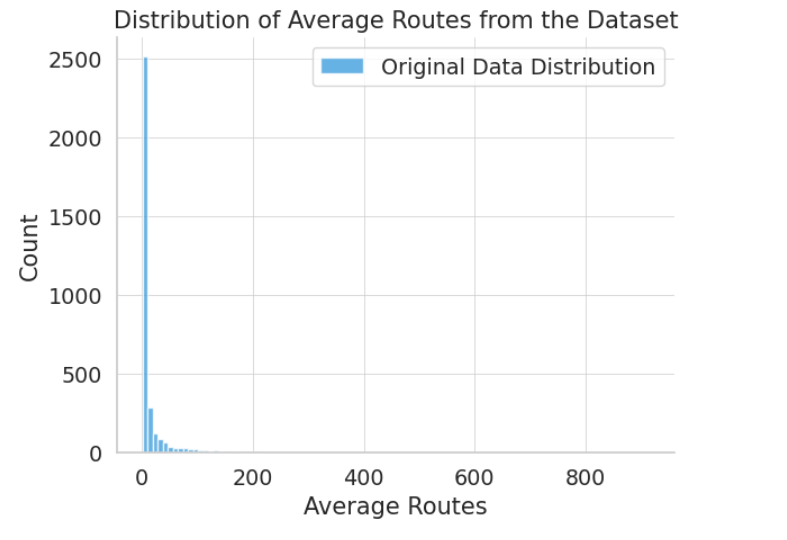 Distribution of Average Routes from the Dataset
Original Data Distribution
2500
2000
1500
1000
500
0
Count
0 200 400 600 800
Average Routes